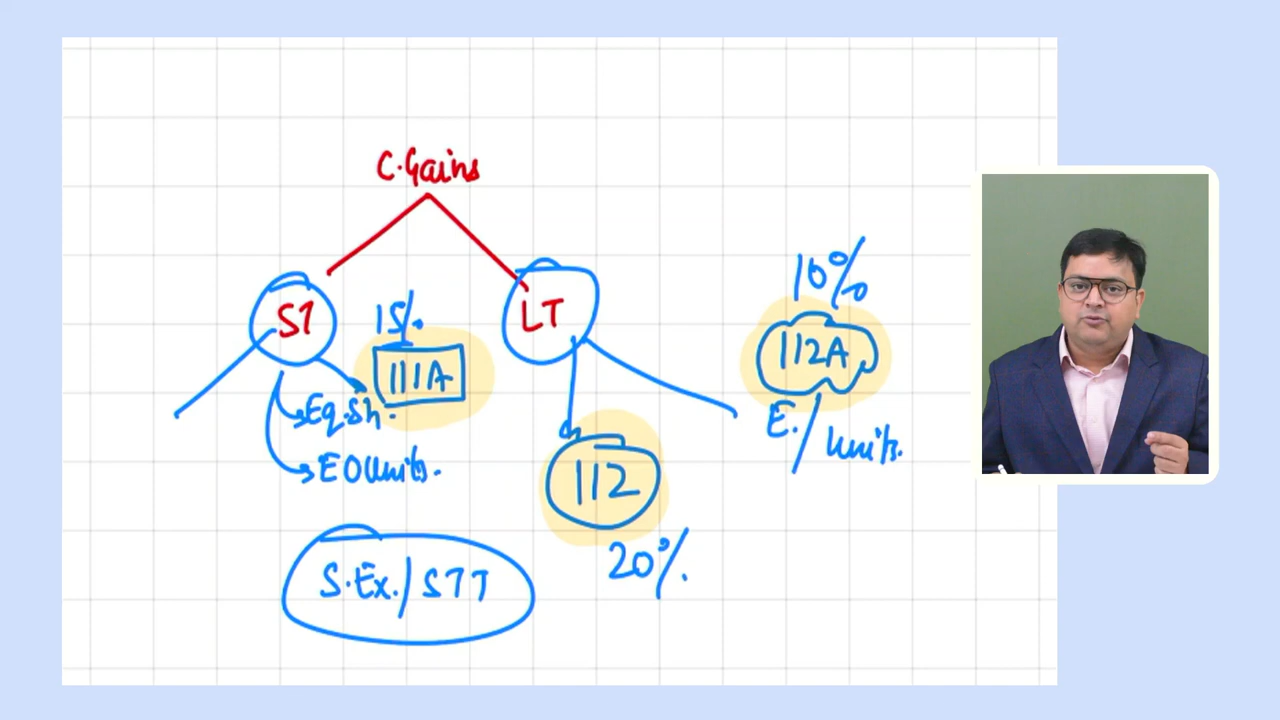 C.Gains
ST
LT
15%.
111A
10%
112A
Eq.Sh.
EO Units.
E./Units.
112
20%.
S.Ex./STT